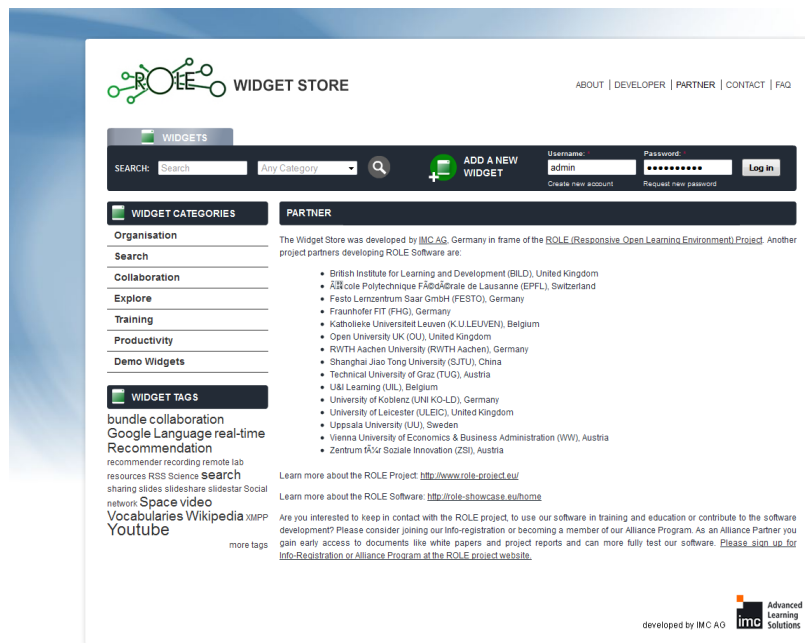 ROLE WIDGET STORE
ABOUT | DEVELOPER | PARTNER | CONTACT | FAQ
WIDGETS
SEARCH: Search Any Category
ADD A NEW
WIDGET
Username: Password:
admin •••••••••• Log in
Create new account Request new password
WIDGET CATEGORIES
Organisation
Search
Collaboration
Explore
Training
Productivity
Demo Widgets
WIDGET TAGS
bundle collaboration
Google Language real-time
Recommendation
recommender recording remote lab
resources RSS Science search
sharing slides slideshare slidestar Social
network Space video
Vocabularies Wikipedia XMPP
Youtube
more tags
PARTNER
The Widget Store was developed by IMC AG, Germany in frame of the ROLE (Responsive Open Learning Environment) Project. Another
project partners developing ROLE Software are:
• British Institute for Learning and Development (BILD), United Kingdom
• cole Polytechnique FÃ©dÃ©rale de Lausanne (EPFL), Switzerland
• Festo Lernzentrum Saar GmbH (FESTO), Germany
• Fraunhofer FIT (FHG), Germany
• Katholieke Universiteit Leuven (K.U.LEUVEN), Belgium
• Open University UK (OU), United Kingdom
• RWTH Aachen University (RWTH Aachen), Germany
• Shanghai Jiao Tong University (SJTU), China
• Technical University of Graz (TUG), Austria
• U&I Learning (UIL), Belgium
• University of Koblenz (UNI KO-LD), Germany
• University of Leicester (ULEIC), United Kingdom
• Uppsala University (UU), Sweden
• Vienna University of Economics & Business Administration (WW), Austria
• Zentrum fÃ¼r Soziale Innovation (ZSI), Austria
Learn more about the ROLE Project: http://www.role-project.eu/
Learn more about the ROLE Software: http://role-showcase.eu/home
Are you interested to keep in contact with the ROLE project, to use our software in training and education or contribute to the software
development? Please consider joining our Info-registration or becoming a member of our Alliance Program. As an Alliance Partner you
gain early access to documents like white papers and project reports and can more fully test our software. Please sign up for
Info-Registration or Alliance Program at the ROLE project website.
developed by IMC AG
imc Advanced
Learning
Solutions